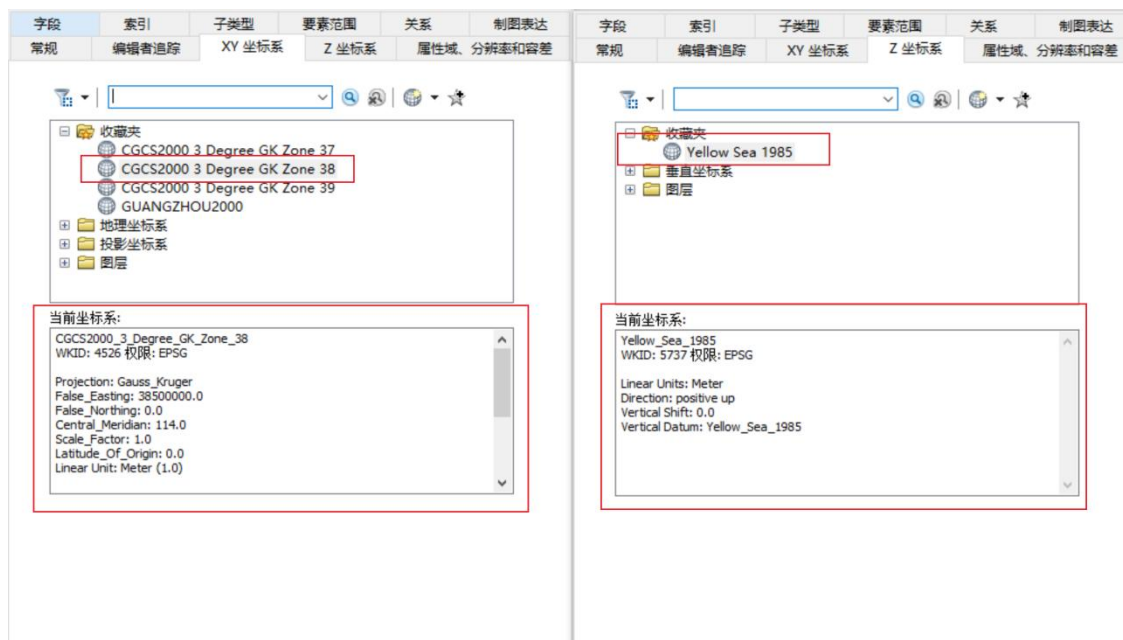 字段 索引 子类型 要素范围 关系 制图表达
常规 编辑者追踪 XY 坐标系 Z 坐标系 属性域、分辨率和容差
收藏夹
CGCS2000 3 Degree GK Zone 37
CGCS2000 3 Degree GK Zone 38
CGCS2000 3 Degree GK Zone 39
GUANGZHOU2000
地理坐标系
投影坐标系
图层
当前坐标系:
CGCS2000_3_Degree_GK_Zone_38
WKID: 4526 权限: EPSG
Projection: Gauss_Kruger
False_Easting: 38500000.0
False_Northing: 0.0
Central_Meridian: 114.0
Scale_Factor: 1.0
Latitude_Of_Origin: 0.0
Linear Unit: Meter (1.0)
字段 索引 子类型 要素范围 关系 制图表达
常规 编辑者追踪 XY 坐标系 Z 坐标系 属性域、分辨率和容差
收藏夹
Yellow Sea 1985
垂直坐标系
图层
当前坐标系:
Yellow_Sea_1985
WKID: 5737 权限: EPSG
Linear Units: Meter
Direction: positive up
Vertical Shift: 0.0
Vertical Datum: Yellow_Sea_1985